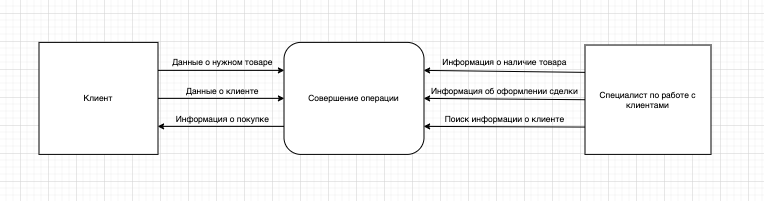 Данные о нужном товаре
Информация о наличие товара
Клиент
Данные о клиенте
Совершение операции
Информация об оформлении сделки
Специалист по работе с
клиентами
Информация о покупке
Поиск информации о клиенте